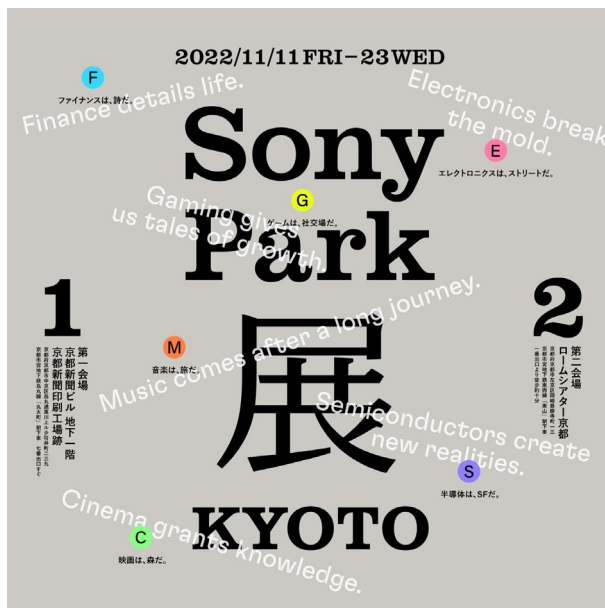 2022/11/11 FRI–23 WED
F
ファイナンスは、詩だ。
Finance details life.
Electronics break
the mold.
E
エレクトロニクスは、ストリートだ。
Sony
Park
展
KYOTO
G
ゲームは、社交場だ。
Gaming gives
us tales of growth.
1
第一会場
京都新聞ビル 地下一階
京都新聞印刷工場跡
2
第二会場
ロームシアター京都
M
音楽は、旅だ。
Music comes after a long journey.
Semiconductors create
new realities.
S
半導体は、SFだ。
Cinema grants knowledge.
C
映画は、森だ。